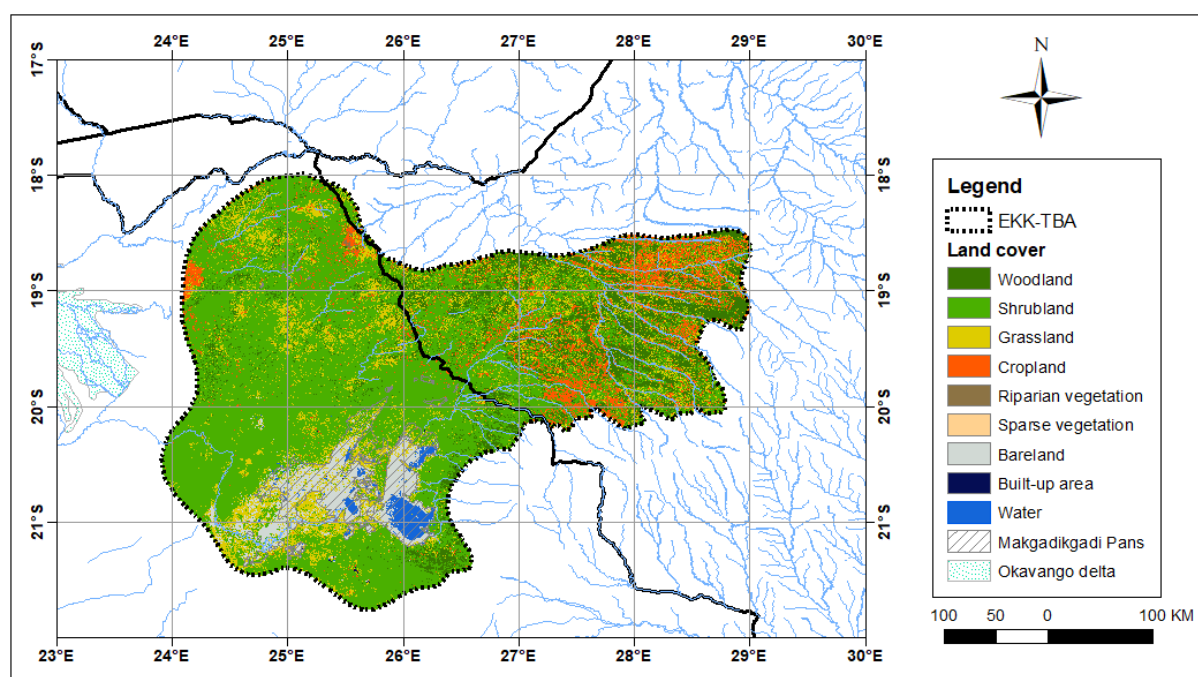 24°E 25°E 26°E 27°E 28°E 29°E 30°E
N
17°S 17°S
18°S 18°S
19°S 19°S
20°S 20°S
21°S 21°S
23°E 24°E 25°E 26°E 27°E 28°E 29°E 30°E
Legend
EKK-TBA
Land cover
Woodland
Shrubland
Grassland
Cropland
Riparian vegetation
Sparse vegetation
Bareland
Built-up area
Water
Makgadikgadi Pans
Okavango delta
100 50 0 100 KM